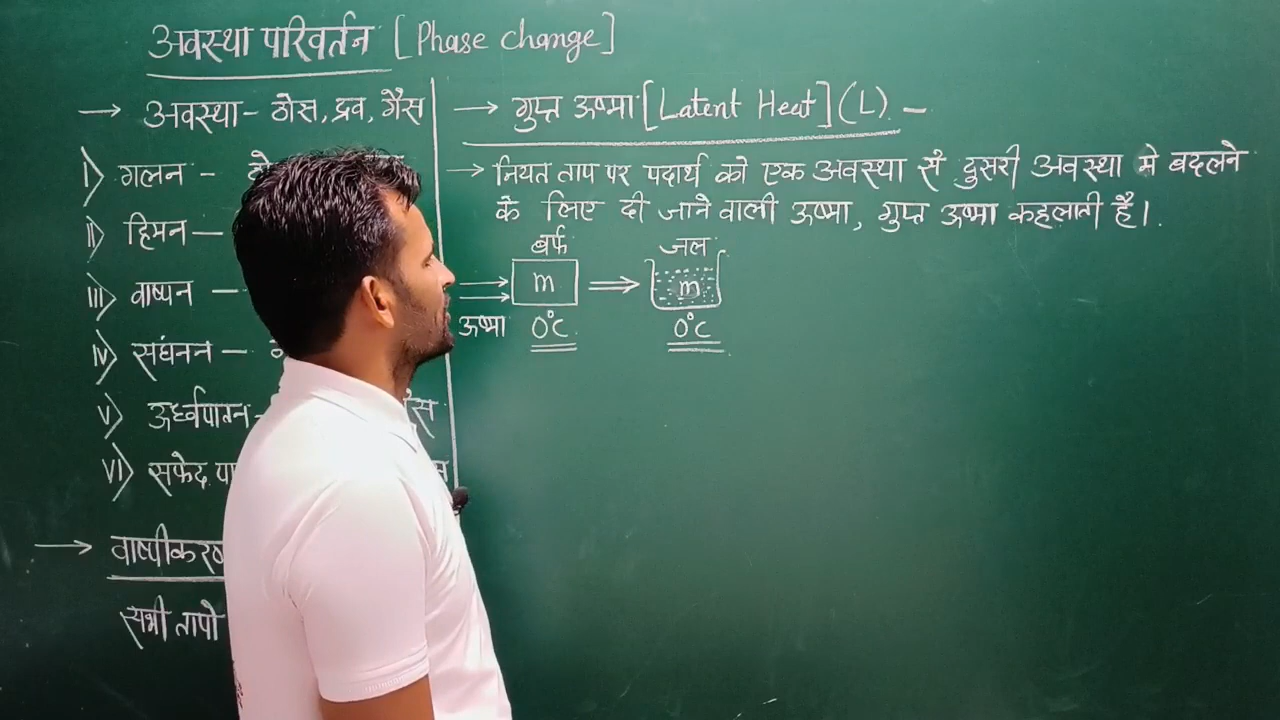 अवस्था परिवर्तन [Phase change]
→ अवस्था - ठोस, द्रव, गैस
I) गलन -
II) हिमन -
III) वाष्पन -
IV) संघनन -
V) ऊर्ध्वपातन -
VI) सफेद
→ वाष्पीकरण
सभी तापो
→ गुप्त ऊष्मा [Latent Heat] (L) -
→ नियत ताप पर पदार्थ को एक अवस्था से दुसरी अवस्था मे बदलने
के लिए दी जाने वाली ऊष्मा, गुप्त ऊष्मा कहलाती है।
बर्फ जल
m ⇒ m
ऊष्मा 0°C 0°C